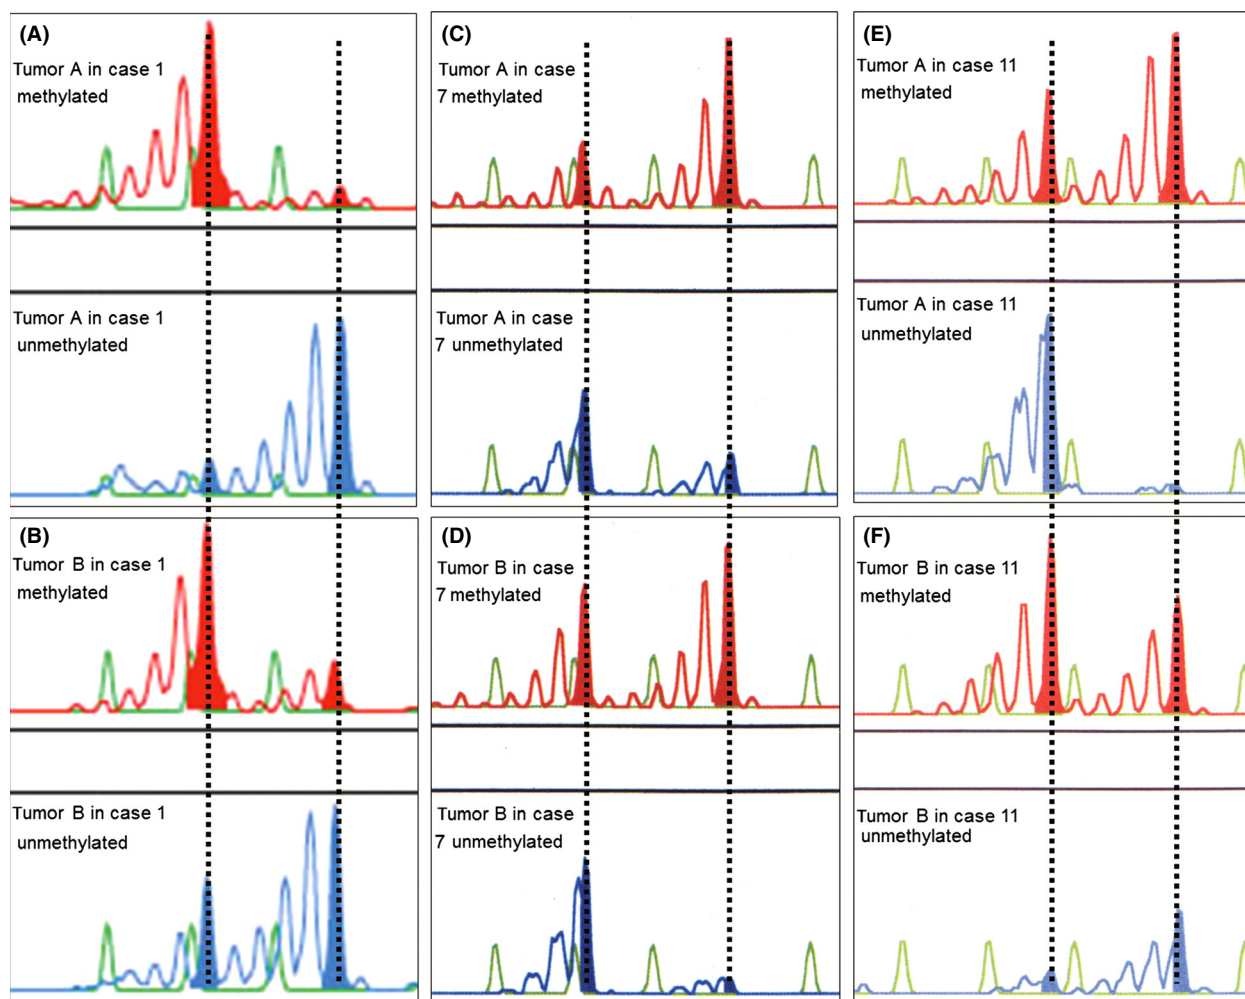 (A)
Tumor A in case 1
methylated
Tumor A in case 1
unmethylated
(B)
Tumor B in case 1
methylated
Tumor B in case 1
unmethylated
(C)
Tumor A in case
7 methylated
Tumor A in case
7 unmethylated
(D)
Tumor B in case
7 methylated
Tumor B in case
7 unmethylated
(E)
Tumor A in case 11
methylated
Tumor A in case 11
unmethylated
(F)
Tumor B in case 11
methylated
Tumor B in case 11
unmethylated